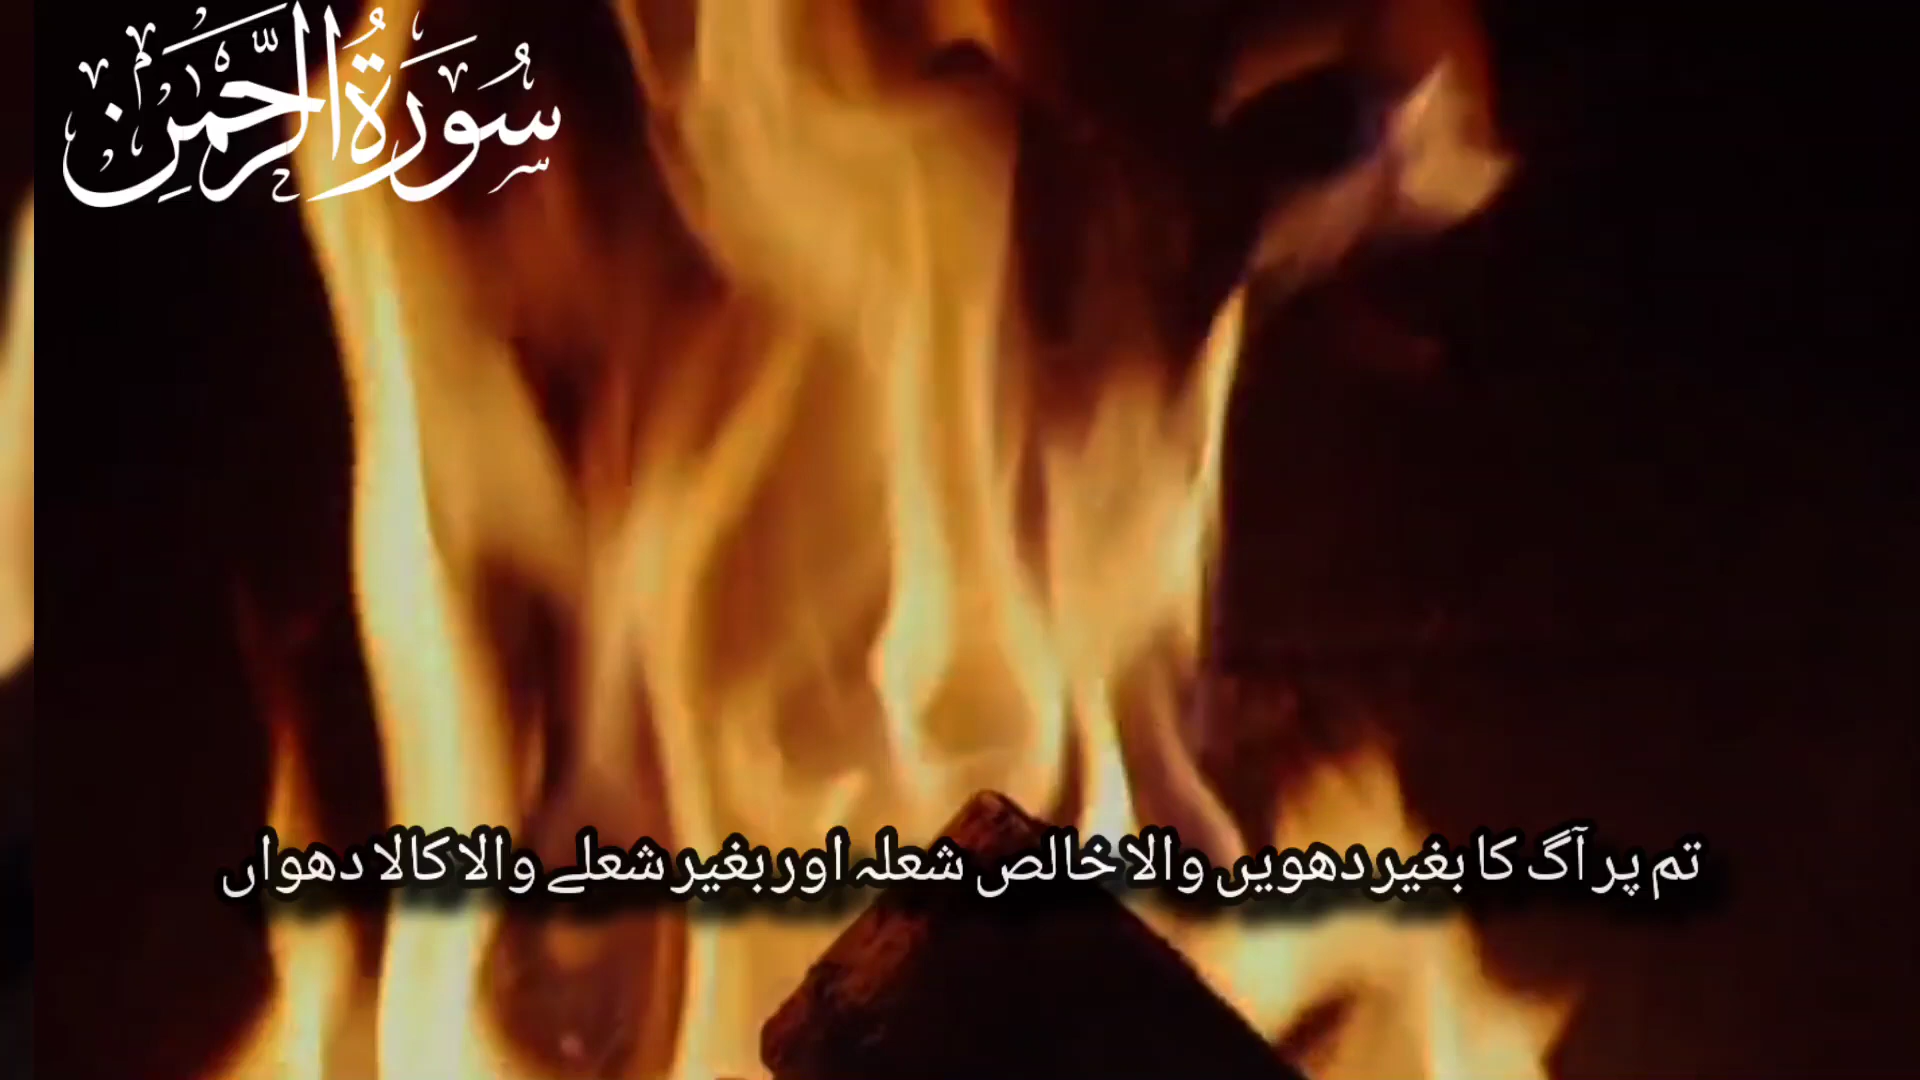 سُورَةُ الرَّحْمٰنِ
تم پر آگ کا بغیر دھویں والا خالص شعلہ اور بغیر شعلے والا کالا دھواں